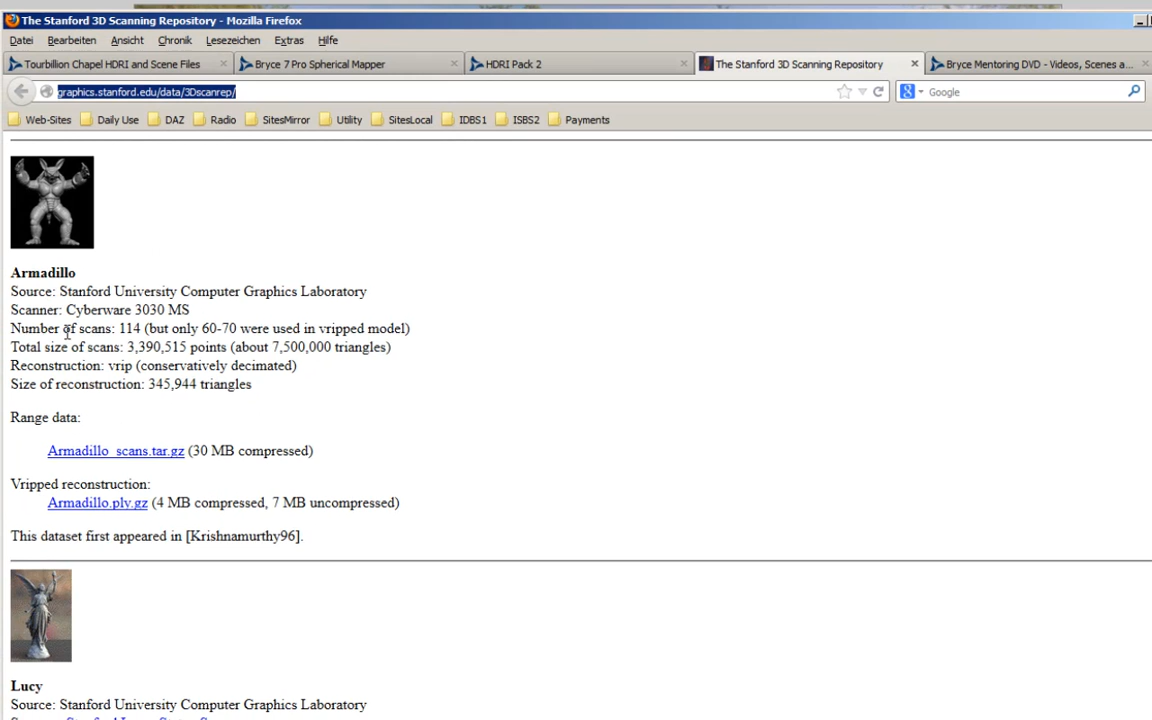 The Stanford 3D Scanning Repository - Mozilla Firefox
Datei Bearbeiten Ansicht Chronik Lesezeichen Extras Hilfe
Tourbillion Chapel HDRI and Scene Files Bryce 7 Pro Spherical Mapper HDRI Pack 2 The Stanford 3D Scanning Repository Bryce Mentoring DVD - Videos, Scenes a...
graphics.stanford.edu/data/3Dscanrep/ Google
Web-Sites Daily Use DAZ Radio SitesMirror Utility SitesLocal IDBS1 ISBS2 Payments
Armadillo
Source: Stanford University Computer Graphics Laboratory
Scanner: Cyberware 3030 MS
Number of scans: 114 (but only 60-70 were used in vripped model)
Total size of scans: 3,390,515 points (about 7,500,000 triangles)
Reconstruction: vrip (conservatively decimated)
Size of reconstruction: 345,944 triangles
Range data:
Armadillo_scans.tar.gz (30 MB compressed)
Vripped reconstruction:
Armadillo.ply.gz (4 MB compressed, 7 MB uncompressed)
This dataset first appeared in [Krishnamurthy96].
Lucy
Source: Stanford University Computer Graphics Laboratory